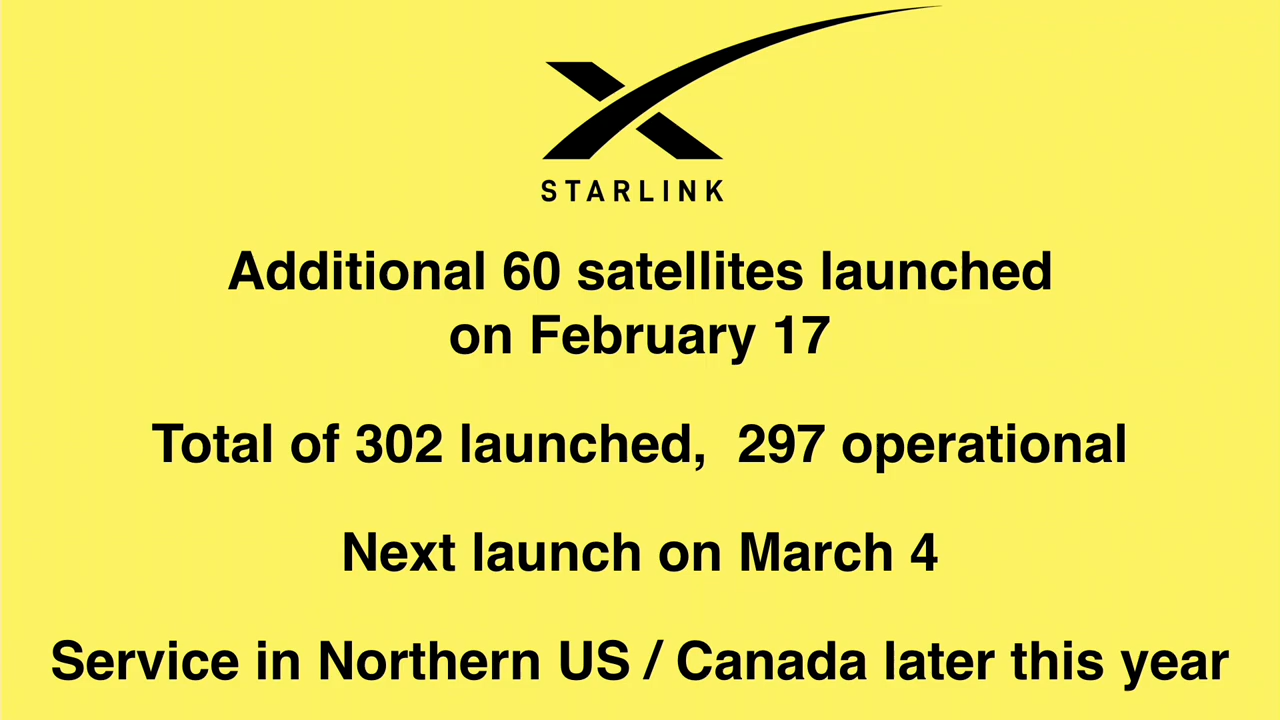 STARLINK
Additional 60 satellites launched
on February 17
Total of 302 launched,  297 operational
Next launch on March 4
Service in Northern US / Canada later this year